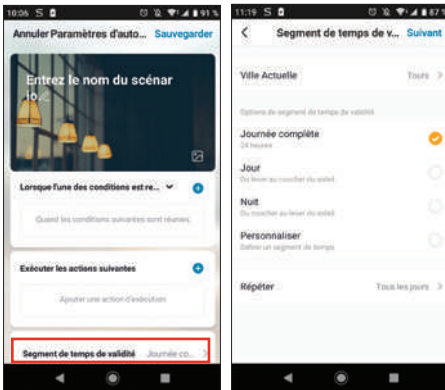 10:06 S 91 %
Annuler Paramètres d'auto... Sauvegarder
Entrez le nom du scénar
io.
Lorsque l'une des conditions est re...
Quand les conditions suivantes sont réunies
Exécuter les actions suivantes
Ajouter une action d'exécution
Segment de temps de validité Journée co...
11:19 S 87 %
Segment de temps de v... Suivant
Ville Actuelle Tours
Options de segment de temps de validité
Journée complète
24 heures
Jour
Du lever au coucher du soleil
Nuit
Du coucher au lever du soleil
Personnaliser
Définir un segment de temps
Répéter Tous les jours